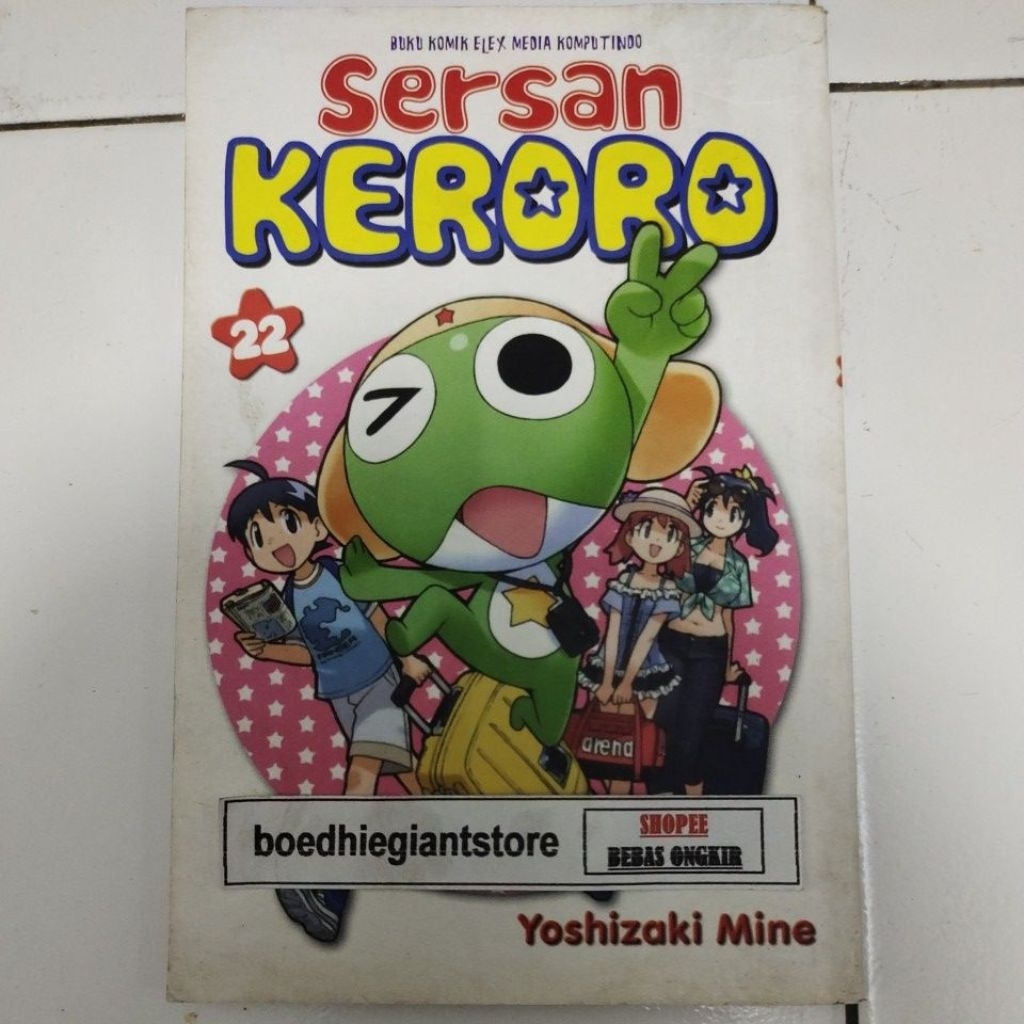 BUKU KOMIK ELEX MEDIA KOMPUTINDO
sersan
KERORO
22
arena
boedhiegiantstore
SHOPEE
BEBAS ONGKIR
Yoshizaki Mine